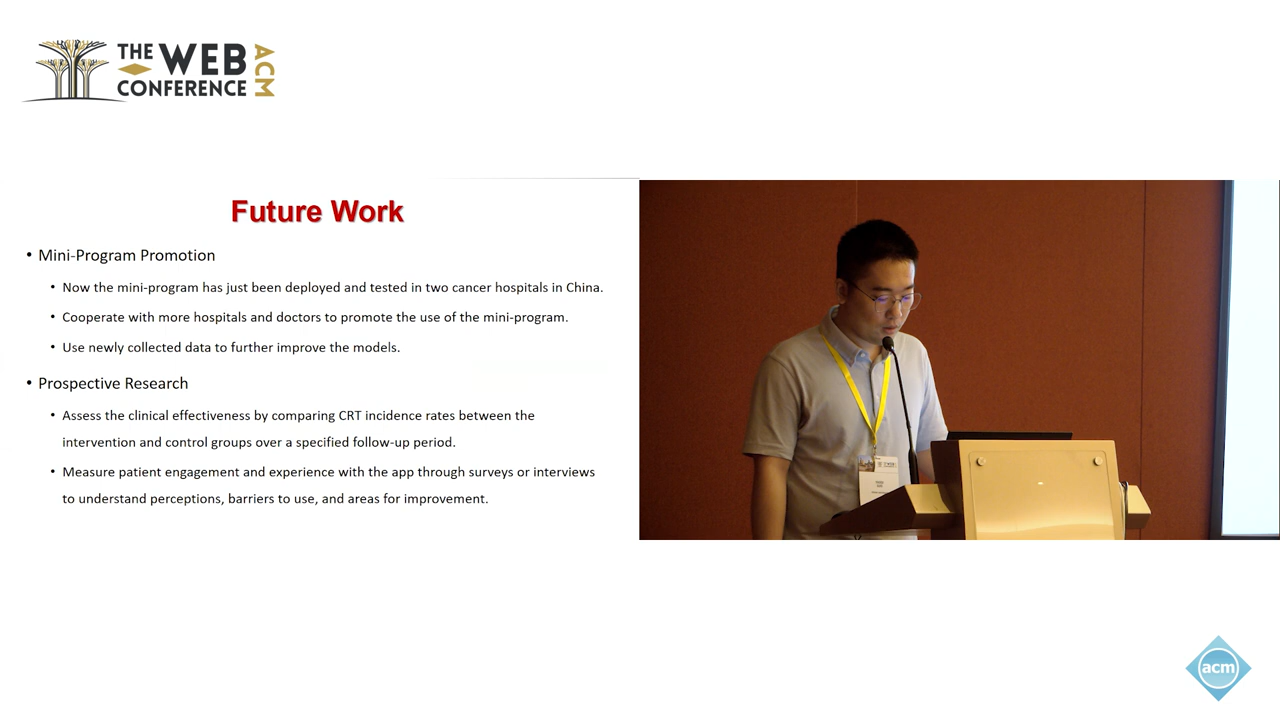 THE WEB
CONFERENCE
ACM
Future Work
• Mini-Program Promotion
• Now the mini-program has just been deployed and tested in two cancer hospitals in China.
• Cooperate with more hospitals and doctors to promote the use of the mini-program.
• Use newly collected data to further improve the models.
• Prospective Research
• Assess the clinical effectiveness by comparing CRT incidence rates between the
intervention and control groups over a specified follow-up period.
• Measure patient engagement and experience with the app through surveys or interviews
to understand perceptions, barriers to use, and areas for improvement.
acm